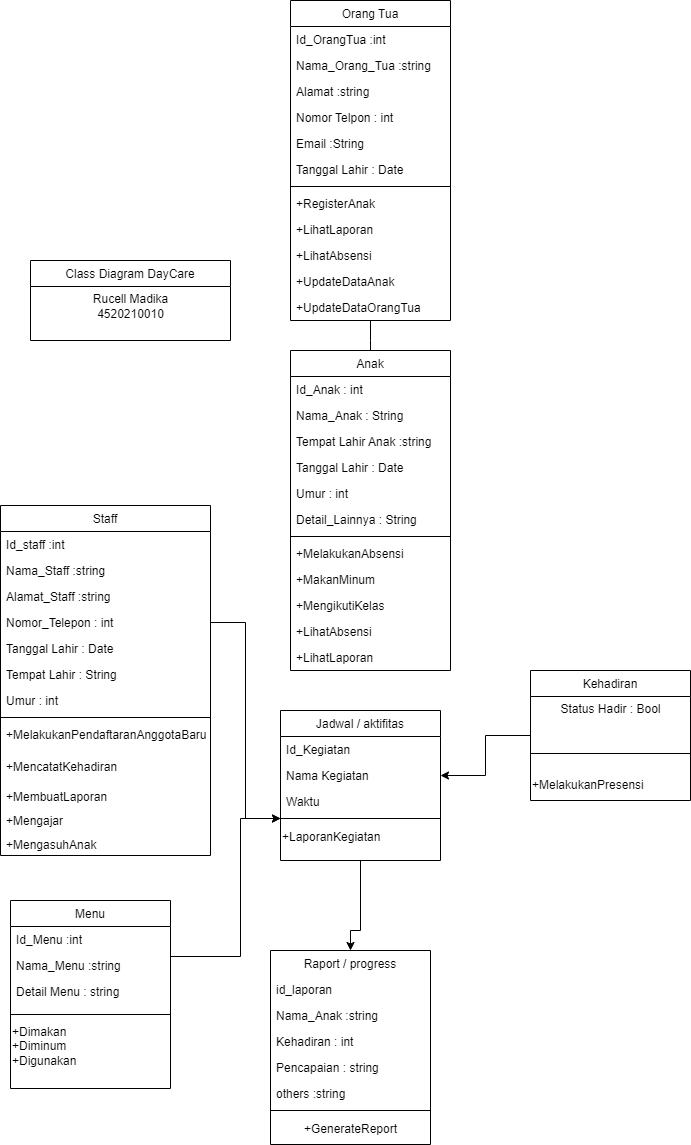 Orang Tua
Id_OrangTua :int
Nama_Orang_Tua :string
Alamat :string
Nomor Telpon : int
Email :String
Tanggal Lahir : Date
+RegisterAnak
+LihatLaporan
+LihatAbsensi
+UpdateDataAnak
+UpdateDataOrangTua
Class Diagram DayCare
Rucell Madika
4520210010
Anak
Id_Anak : int
Nama_Anak : String
Tempat Lahir Anak :string
Tanggal Lahir : Date
Umur : int
Detail_Lainnya : String
+MelakukanAbsensi
+MakanMinum
+MengikutiKelas
+LihatAbsensi
+LihatLaporan
Staff
Id_staff :int
Nama_Staff :string
Alamat_Staff :string
Nomor_Telepon : int
Tanggal Lahir : Date
Tempat Lahir : String
Umur : int
+MelakukanPendaftaranAnggotaBaru
+MencatatKehadiran
+MembuatLaporan
+Mengajar
+MengasuhAnak
Kehadiran
Status Hadir : Bool
+MelakukanPresensi
Jadwal / aktifitas
Id_Kegiatan
Nama Kegiatan
Waktu
+LaporanKegiatan
Menu
Id_Menu :int
Nama_Menu :string
Detail Menu : string
+Dimakan
+Diminum
+Digunakan
Raport / progress
id_laporan
Nama_Anak :string
Kehadiran : int
Pencapaian : string
others :string
+GenerateReport